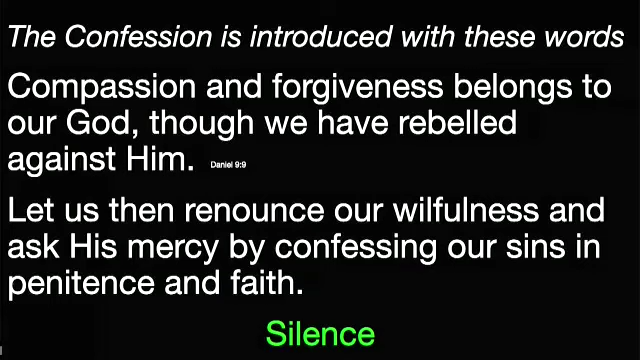 The Confession is introduced with these words
Compassion and forgiveness belongs to
our God, though we have rebelled
against Him. Daniel 9:9
Let us then renounce our wilfulness and
ask His mercy by confessing our sins in
penitence and faith.
Silence